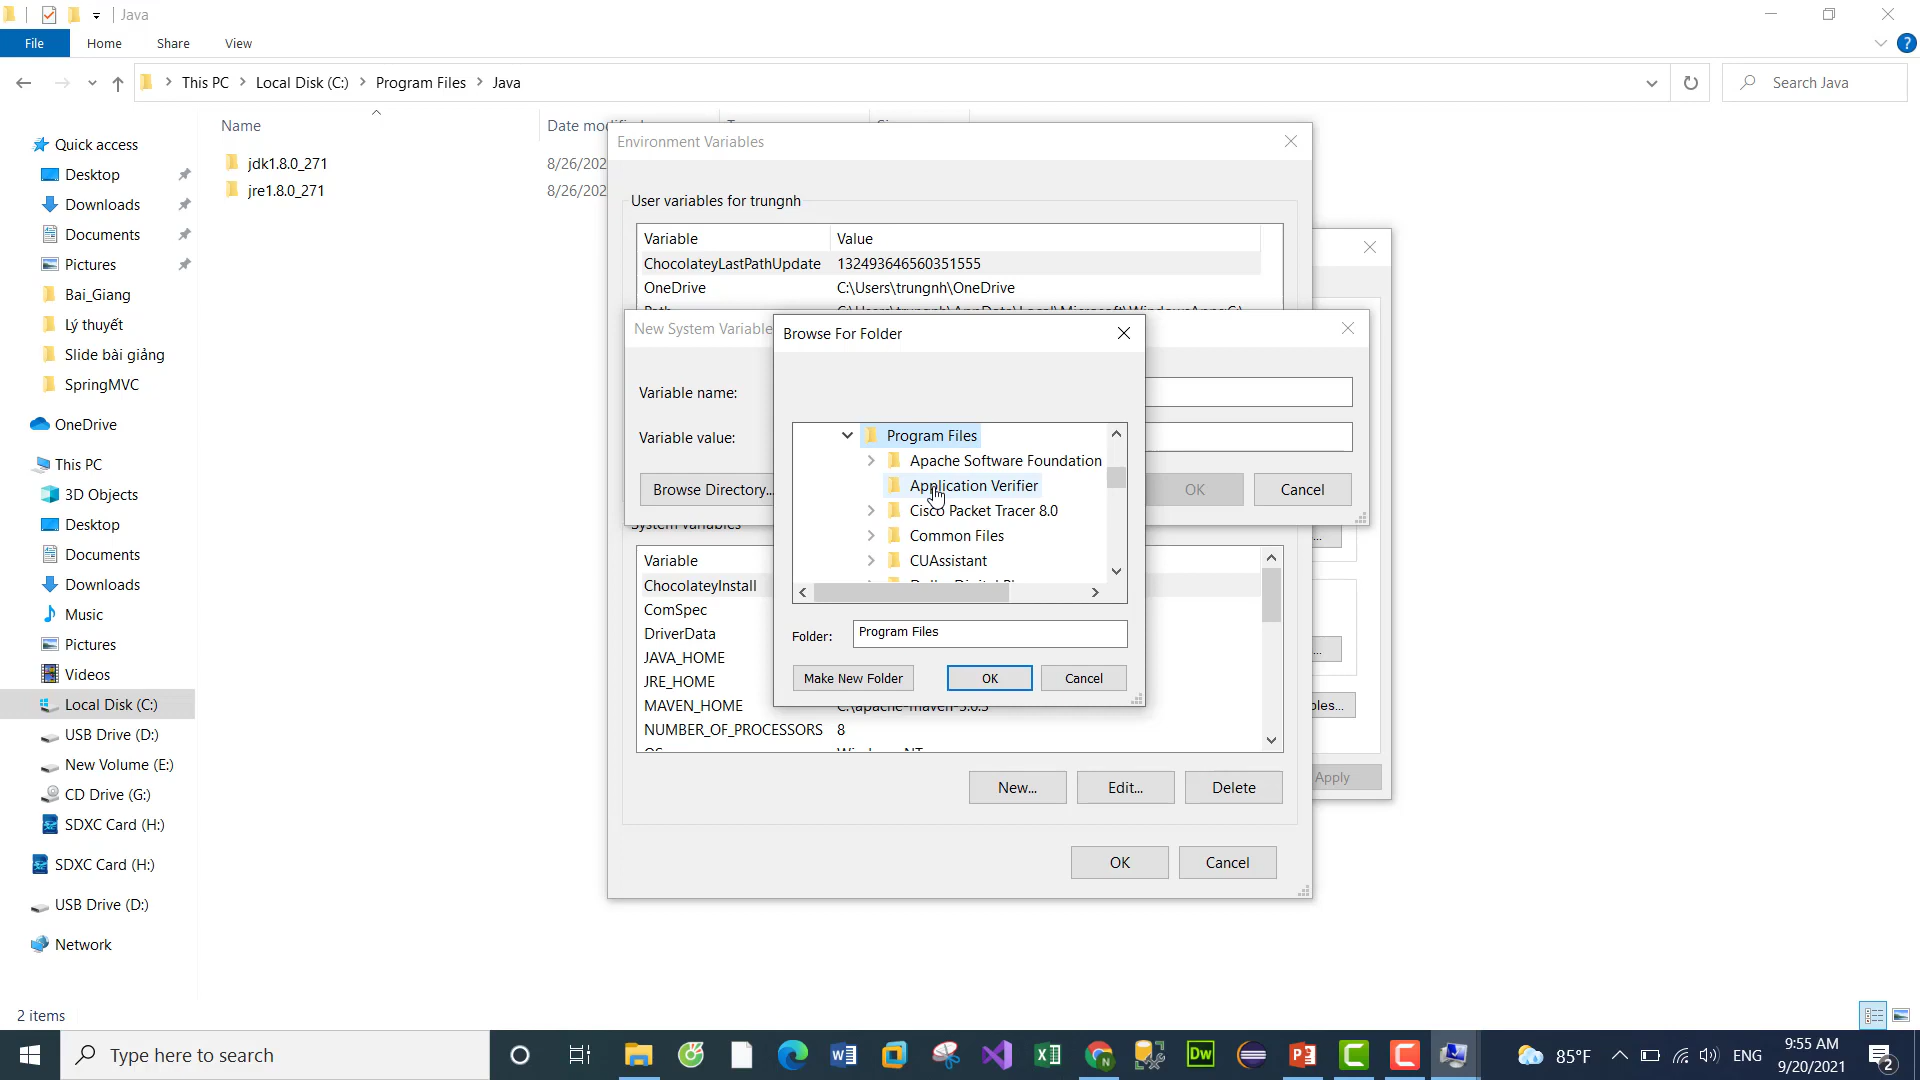 Java
File
Home
Share
View
This PC
Local Disk (C:)
Program Files
Java
Search Java
Name
Date
Quick access
Desktop
Downloads
Documents
Pictures
Bai_Giang
Lý thuyết
Slide bài giảng
SpringMVC
OneDrive
This PC
3D Objects
Desktop
Documents
Downloads
Music
Pictures
Videos
Local Disk (C:)
USB Drive (D:)
New Volume (E:)
CD Drive (G:)
SDXC Card (H:)
SDXC Card (H:)
USB Drive (D:)
Network
jdk1.8.0_271 8/26/202
jre1.8.0_271 8/26/202
Environment Variables
User variables for trungnh
Variable Value
ChocolateyLastPathUpdate 132493646560351555
OneDrive C:\Users\trungnh\OneDrive
New System Variable
Variable name:
Variable value:
Browse Directory...
OK
Cancel
Browse For Folder
Program Files
Apache Software Foundation
Application Verifier
Cisco Packet Tracer 8.0
Common Files
CUAssistant
Folder: Program Files
Make New Folder
OK
Cancel
System variables
Variable
ChocolateyInstall
ComSpec
DriverData
JAVA_HOME
JRE_HOME
MAVEN_HOME
NUMBER_OF_PROCESSORS 8
New...
Edit...
Delete
OK
Cancel
Apply
2 items
Type here to search
85°F
ENG
9:55 AM
9/20/2021
2